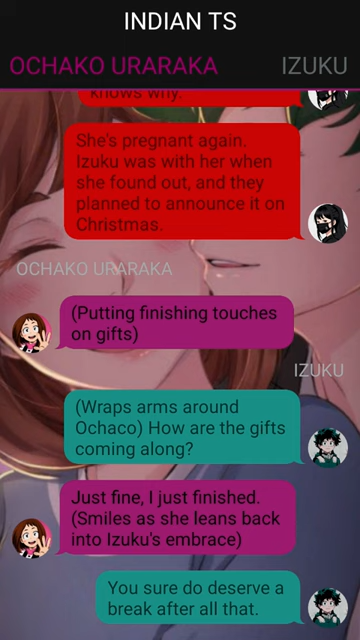 INDIAN TS
OCHAKO URARAKA
IZUKU
knows why.
She's pregnant again.
Izuku was with her when
she found out, and they
planned to announce it on
Christmas.
OCHAKO URARAKA
(Putting finishing touches
on gifts)
IZUKU
(Wraps arms around
Ochaco) How are the gifts
coming along?
Just fine, I just finished.
(Smiles as she leans back
into Izuku's embrace)
You sure do deserve a
break after all that.